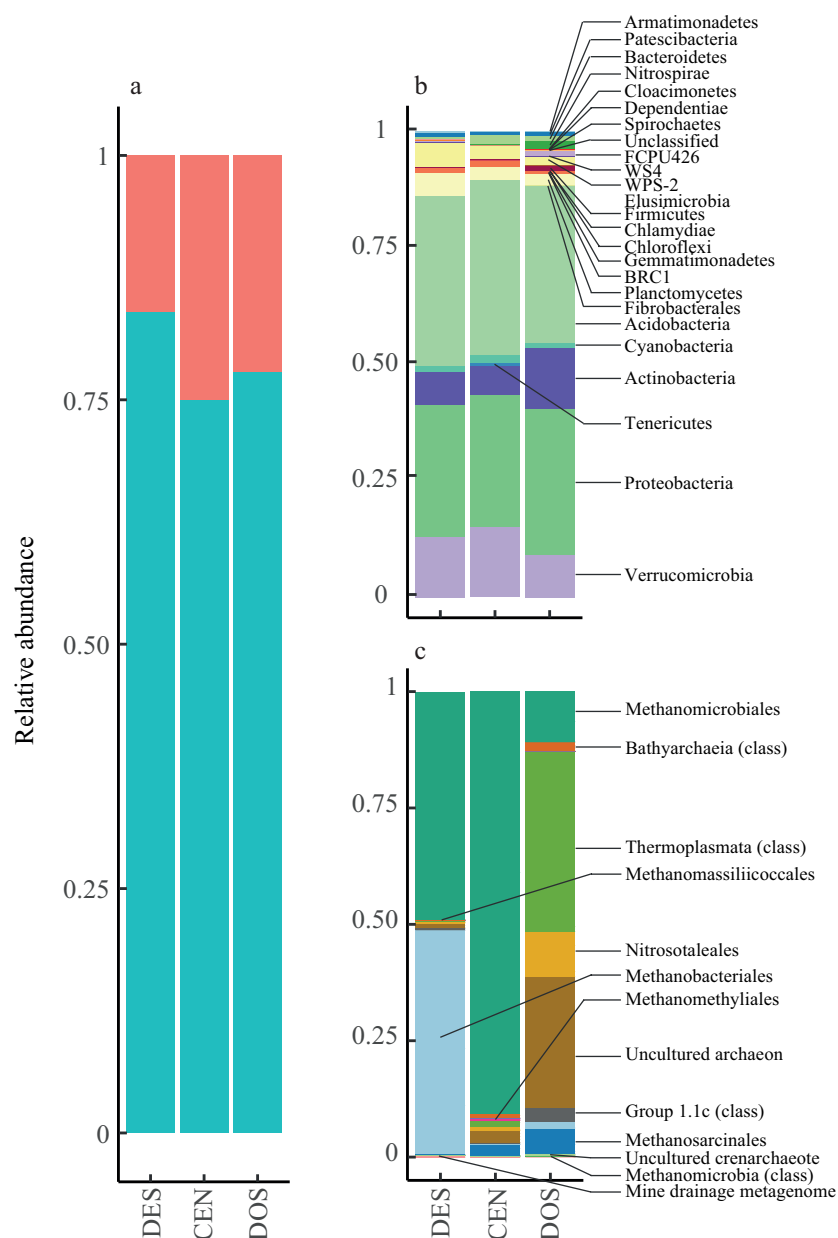 a
1
0.75
0.50
0.25
0
Relative abundance
DES
CEN
DOS
b
1
0.75
0.50
0.25
0
Armatimonadetes
Patescibacteria
Bacteroidetes
Nitrospirae
Cloacimonetes
Dependentiae
Spirochaetes
Unclassified
FCPU426
WS4
WPS-2
Elusimicrobia
Firmicutes
Chlamydiae
Chloroflexi
Gemmatimonadetes
BRC1
Planctomycetes
Fibrobacterales
Acidobacteria
Cyanobacteria
Actinobacteria
Tenericutes
Proteobacteria
Verrucomicrobia
c
1
0.75
0.50
0.25
0
Methanomicrobiales
Bathyarchaeia (class)
Thermoplasmata (class)
Methanomassiliicoccales
Nitrosotaleales
Methanobacteriales
Methanomethyliales
Uncultured archaeon
Group 1.1c (class)
Methanosarcinales
Uncultured crenarchaeote
Methanomicrobia (class)
Mine drainage metagenome
DES
CEN
DOS